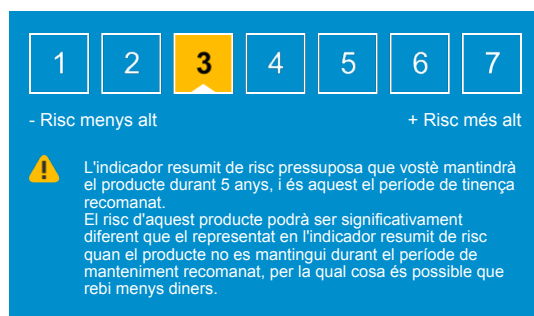 1 2 3 4 5 6 7
- Risc menys alt + Risc més alt
L'indicador resumit de risc pressuposa que vostè mantindrà
el producte durant 5 anys, i és aquest el període de tinença
recomanat.
El risc d'aquest producte podrà ser significativament
diferent que el representat en l'indicador resumit de risc
quan el producte no es mantingui durant el període de
manteniment recomanat, per la qual cosa és possible que
rebi menys diners.